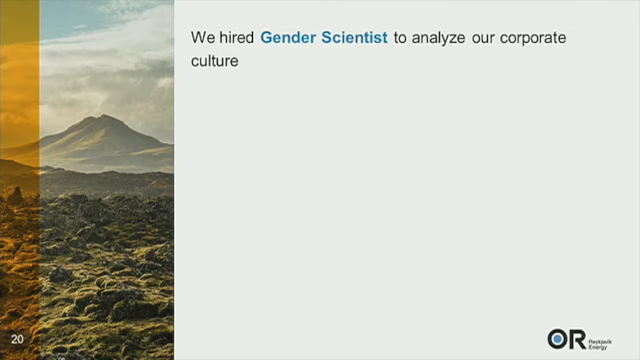 We hired Gender Scientist to analyze our corporate
culture
20
OR Reykjavik
Energy